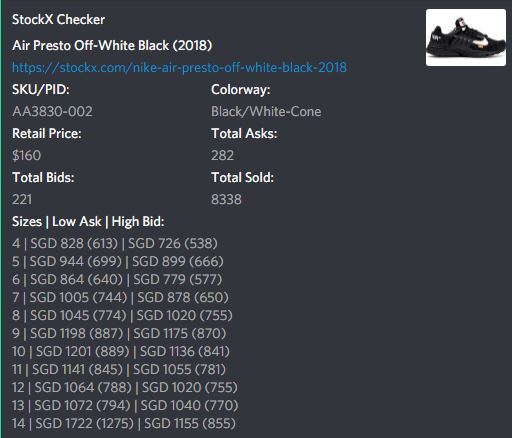 StockX Checker
Air Presto Off-White Black (2018)
https://stockx.com/nike-air-presto-off-white-black-2018
SKU/PID: Colorway:
AA3830-002 Black/White-Cone
Retail Price: Total Asks:
$160 282
Total Bids: Total Sold:
221 8338
Sizes | Low Ask | High Bid:
4 | SGD 828 (613) | SGD 726 (538)
5 | SGD 944 (699) | SGD 899 (666)
6 | SGD 864 (640) | SGD 779 (577)
7 | SGD 1005 (744) | SGD 878 (650)
8 | SGD 1045 (774) | SGD 1020 (755)
9 | SGD 1198 (887) | SGD 1175 (870)
10 | SGD 1201 (889) | SGD 1136 (841)
11 | SGD 1141 (845) | SGD 1055 (781)
12 | SGD 1064 (788) | SGD 1020 (755)
13 | SGD 1072 (794) | SGD 1040 (770)
14 | SGD 1722 (1275) | SGD 1155 (855)